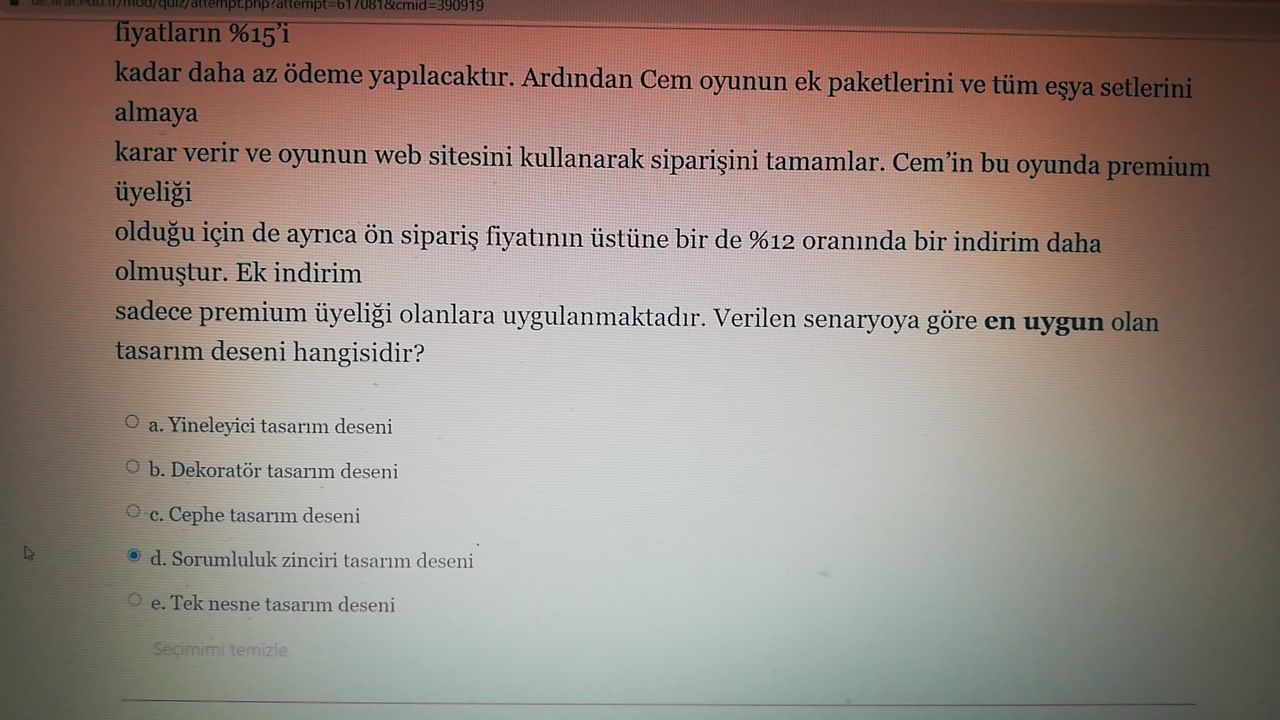 /mod/quiz/attempt.php?attempt=617081&cmid=390919
fiyatların %15'i
kadar daha az ödeme yapılacaktır. Ardından Cem oyunun ek paketlerini ve tüm eşya setlerini
almaya
karar verir ve oyunun web sitesini kullanarak siparişini tamamlar. Cem'in bu oyunda premium
üyeliği
olduğu için de ayrıca ön sipariş fiyatının üstüne bir de %12 oranında bir indirim daha
olmuştur. Ek indirim
sadece premium üyeliği olanlara uygulanmaktadır. Verilen senaryoya göre en uygun olan
tasarım deseni hangisidir?
a. Yineleyici tasarım deseni
b. Dekoratör tasarım deseni
c. Cephe tasarım deseni
d. Sorumluluk zinciri tasarım deseni
e. Tek nesne tasarım deseni
Seçimimi temizle